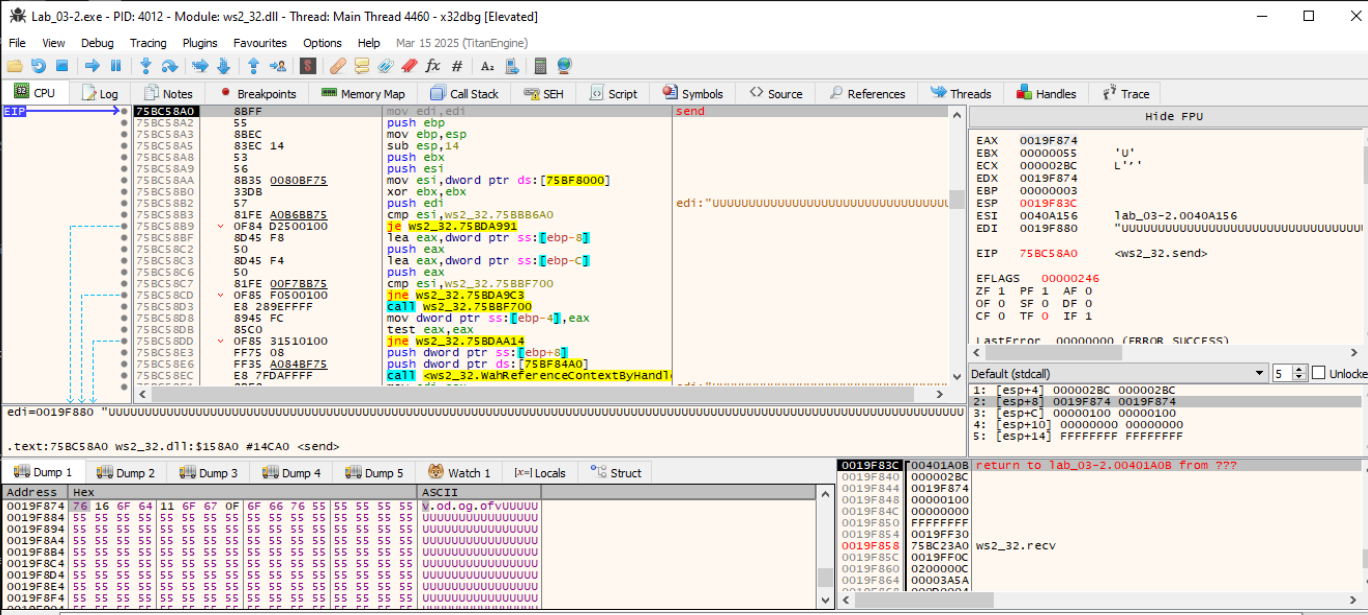 Lab_03-2.exe - PID: 4012 - Module: ws2_32.dll - Thread: Main Thread 4460 - x32dbg [Elevated]
File View Debug Tracing Plugins Favourites Options Help Mar 15 2025 (TitanEngine)
CPU Log Notes Breakpoints Memory Map Call Stack SEH Script Symbols Source References Threads Handles Trace
EIP 75BC58A0 8BFF mov edi,edi send
75BC58A2 55 push ebp
75BC58A3 8BEC mov ebp,esp
75BC58A5 83EC 14 sub esp,14
75BC58A8 53 push ebx
75BC58A9 56 push esi
75BC58AA 8B35 0080BF75 mov esi,dword ptr ds:[75BF8000]
75BC58B0 33DB xor ebx,ebx
75BC58B2 57 push edi edi:"UUUUUUUUUUUUUUUUUUUUUUUUUUUUUUUUU
75BC58B3 81FE A0B6BB75 cmp esi,ws2_32.75BBB6A0
75BC58B9 0F84 D2500100 je ws2_32.75BDA991
75BC58BF 8D45 F8 lea eax,dword ptr ss:[ebp-8]
75BC58C2 50 push eax
75BC58C3 8D45 F4 lea eax,dword ptr ss:[ebp-C]
75BC58C6 50 push eax
75BC58C7 81FE 00F7BB75 cmp esi,ws2_32.75BBF700
75BC58CD 0F85 F0500100 jne ws2_32.75BDA9C3
75BC58D3 E8 289EFFFF call ws2_32.75BBF700
75BC58D8 8945 FC mov dword ptr ss:[ebp-4],eax
75BC58DB 85C0 test eax,eax
75BC58DD 0F85 31510100 jne ws2_32.75BDAA14
75BC58E3 FF75 08 push dword ptr ss:[ebp+8]
75BC58E6 FF35 A084BF75 push dword ptr ds:[75BF84A0]
75BC58EC E8 7FDAFFFF call <ws2_32.WahReferenceContextByHandl
Hide FPU
EAX 0019F874
EBX 00000055 'U'
ECX 000002BC L'ʼ'
EDX 0019F874
EBP 00000003
ESP 0019F83C
ESI 0040A156 lab_03-2.0040A156
EDI 0019F880 "UUUUUUUUUUUUUUUUUUUUUUUUUUUUUUUUU
EIP 75BC58A0 <ws2_32.send>
EFLAGS 00000246
ZF 1 PF 1 AF 0
OF 0 SF 0 DF 0
CF 0 TF 0 IF 1
LastError 00000000 (ERROR_SUCCESS)
Default (stdcall) 5 Unlocke
1: [esp+4] 000002BC 000002BC
2: [esp+8] 0019F874 0019F874
3: [esp+C] 00000100 00000100
4: [esp+10] 00000000 00000000
5: [esp+14] FFFFFFFF FFFFFFFF
edi=0019F880 "UUUUUUUUUUUUUUUUUUUUUUUUUUUUUUUUUUUUUUUUUUUUUUUUUUUUUUUUUUUUUUUUUUUUUUUUUUUUUUUUUUUUUUUUUUUUUUUUUUUUUUUUUUUUUUUUUUUUUUUU
.text:75BC58A0 ws2_32.dll:$158A0 #14CA0 <send>
Dump 1 Dump 2 Dump 3 Dump 4 Dump 5 Watch 1 [x=] Locals Struct
Address Hex ASCII
0019F874 76 16 6F 64 11 6F 67 0F 6F 66 76 55 55 55 55 55 v.od.og.ofvUUUUU
0019F884 55 55 55 55 55 55 55 55 55 55 55 55 55 55 55 55 UUUUUUUUUUUUUUUU
0019F894 55 55 55 55 55 55 55 55 55 55 55 55 55 55 55 55 UUUUUUUUUUUUUUUU
0019F8A4 55 55 55 55 55 55 55 55 55 55 55 55 55 55 55 55 UUUUUUUUUUUUUUUU
0019F8B4 55 55 55 55 55 55 55 55 55 55 55 55 55 55 55 55 UUUUUUUUUUUUUUUU
0019F8C4 55 55 55 55 55 55 55 55 55 55 55 55 55 55 55 55 UUUUUUUUUUUUUUUU
0019F8D4 55 55 55 55 55 55 55 55 55 55 55 55 55 55 55 55 UUUUUUUUUUUUUUUU
0019F8E4 55 55 55 55 55 55 55 55 55 55 55 55 55 55 55 55 UUUUUUUUUUUUUUUU
0019F8F4 55 55 55 55 55 55 55 55 55 55 55 55 55 55 55 55 UUUUUUUUUUUUUUUU
0019F83C 00401A0B return to lab_03-2.00401A0B from ???
0019F840 000002BC
0019F844 0019F874
0019F848 00000100
0019F84C 00000000
0019F850 FFFFFFFF
0019F854 0019FF30
0019F858 75BC23A0 ws2_32.recv
0019F85C 0019FF0C
0019F860 0200000C
0019F864 00003A5A